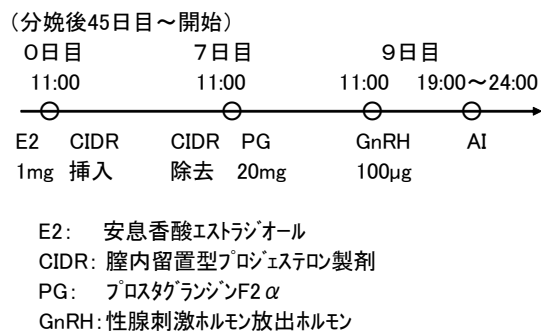 （分娩後45日目～開始）
０日目 ７日目 ９日目
11:00 11:00 11:00 19:00～24:00
E2 CIDR CIDR PG GnRH AI
1mg 挿入 除去 20mg 100μg
E2： 安息香酸ｴｽﾄﾗｼﾞｵｰﾙ
CIDR： 膣内留置型ﾌﾟﾛｼﾞｪｽﾃﾛﾝ製剤
PG： ﾌﾟﾛｽﾀｸﾞﾗﾝｼﾞﾝF2α
GnRH：性腺刺激ﾎﾙﾓﾝ放出ﾎﾙﾓﾝ